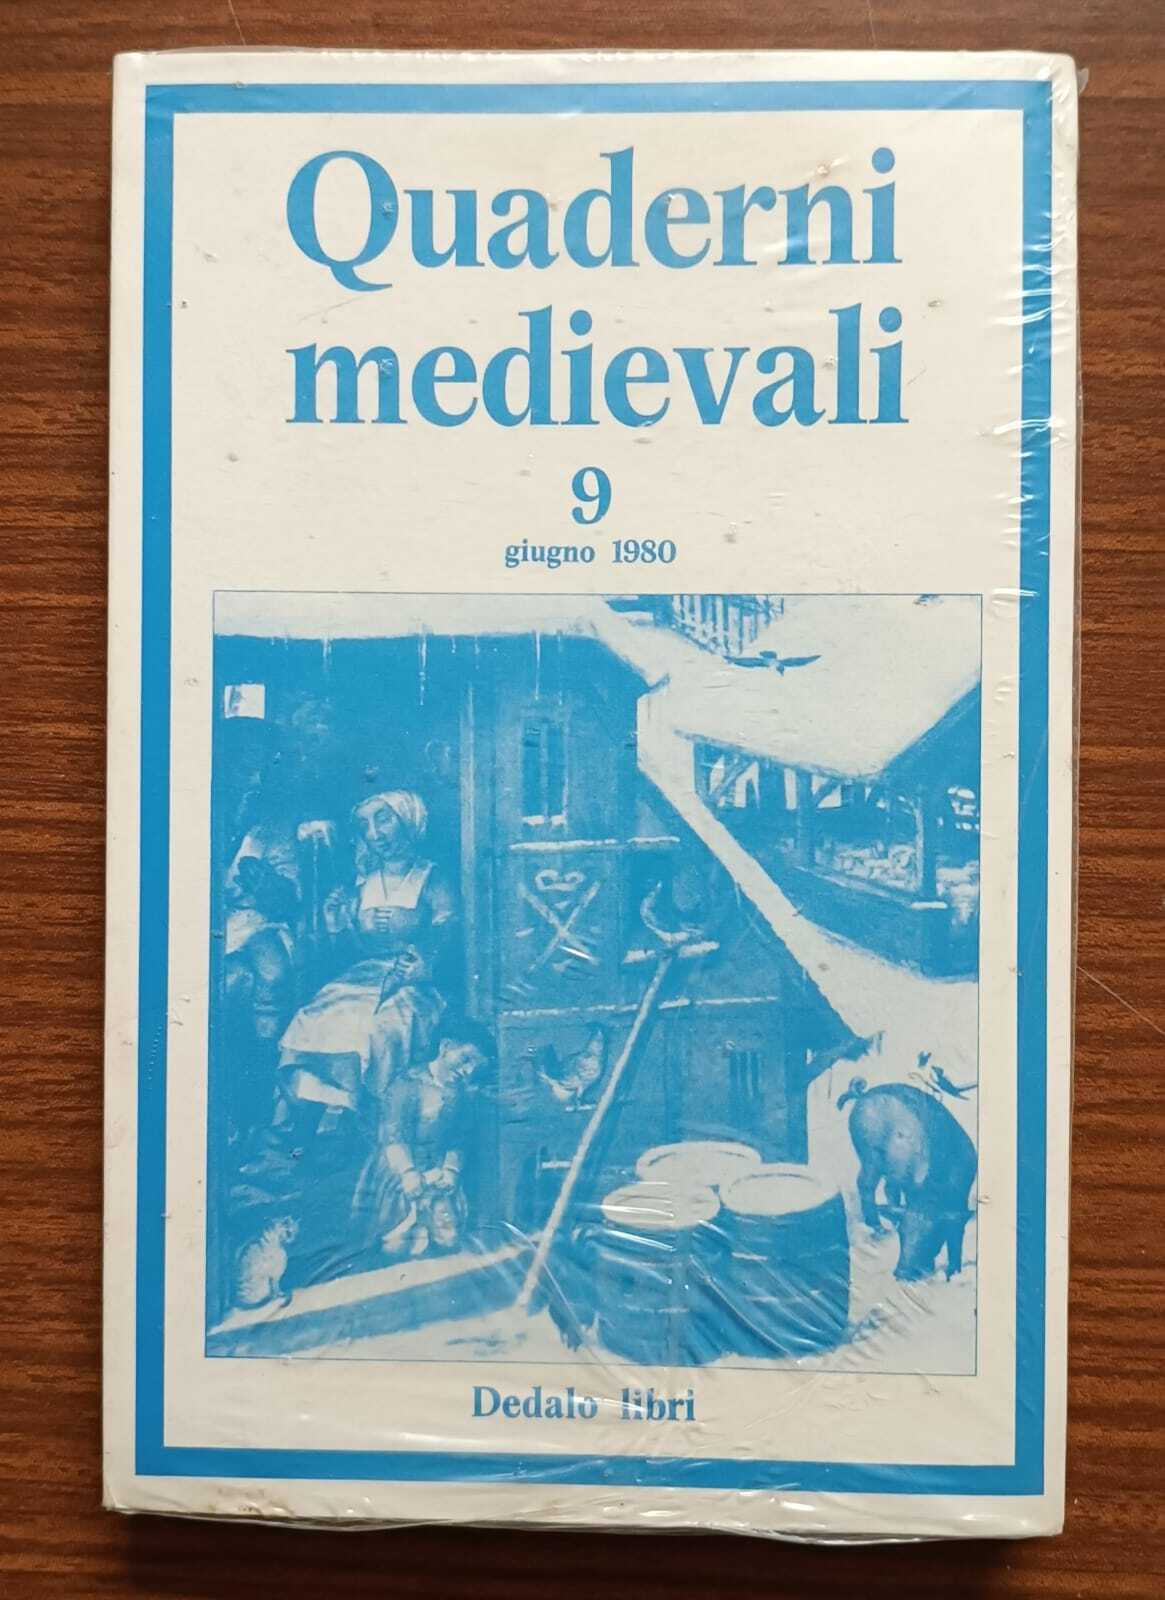 Quaderni
medievali
9
giugno 1980
Dedalo libri